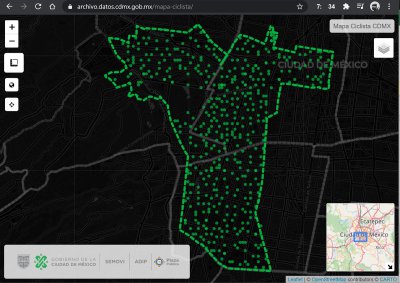 archivo.datos.cdmx.gob.mx/mapa-ciclista/
7:
34
Mapa Ciclista CDMX
+
−
CIUDAD DE MÉXICO
Ecatepec
Ciudad de México
GOBIERNO DE LA
CIUDAD DE MÉXICO
SEMOVI
ADIP
Plaza
Pública
Leaflet | © OpenStreetMap contributors © CARTO